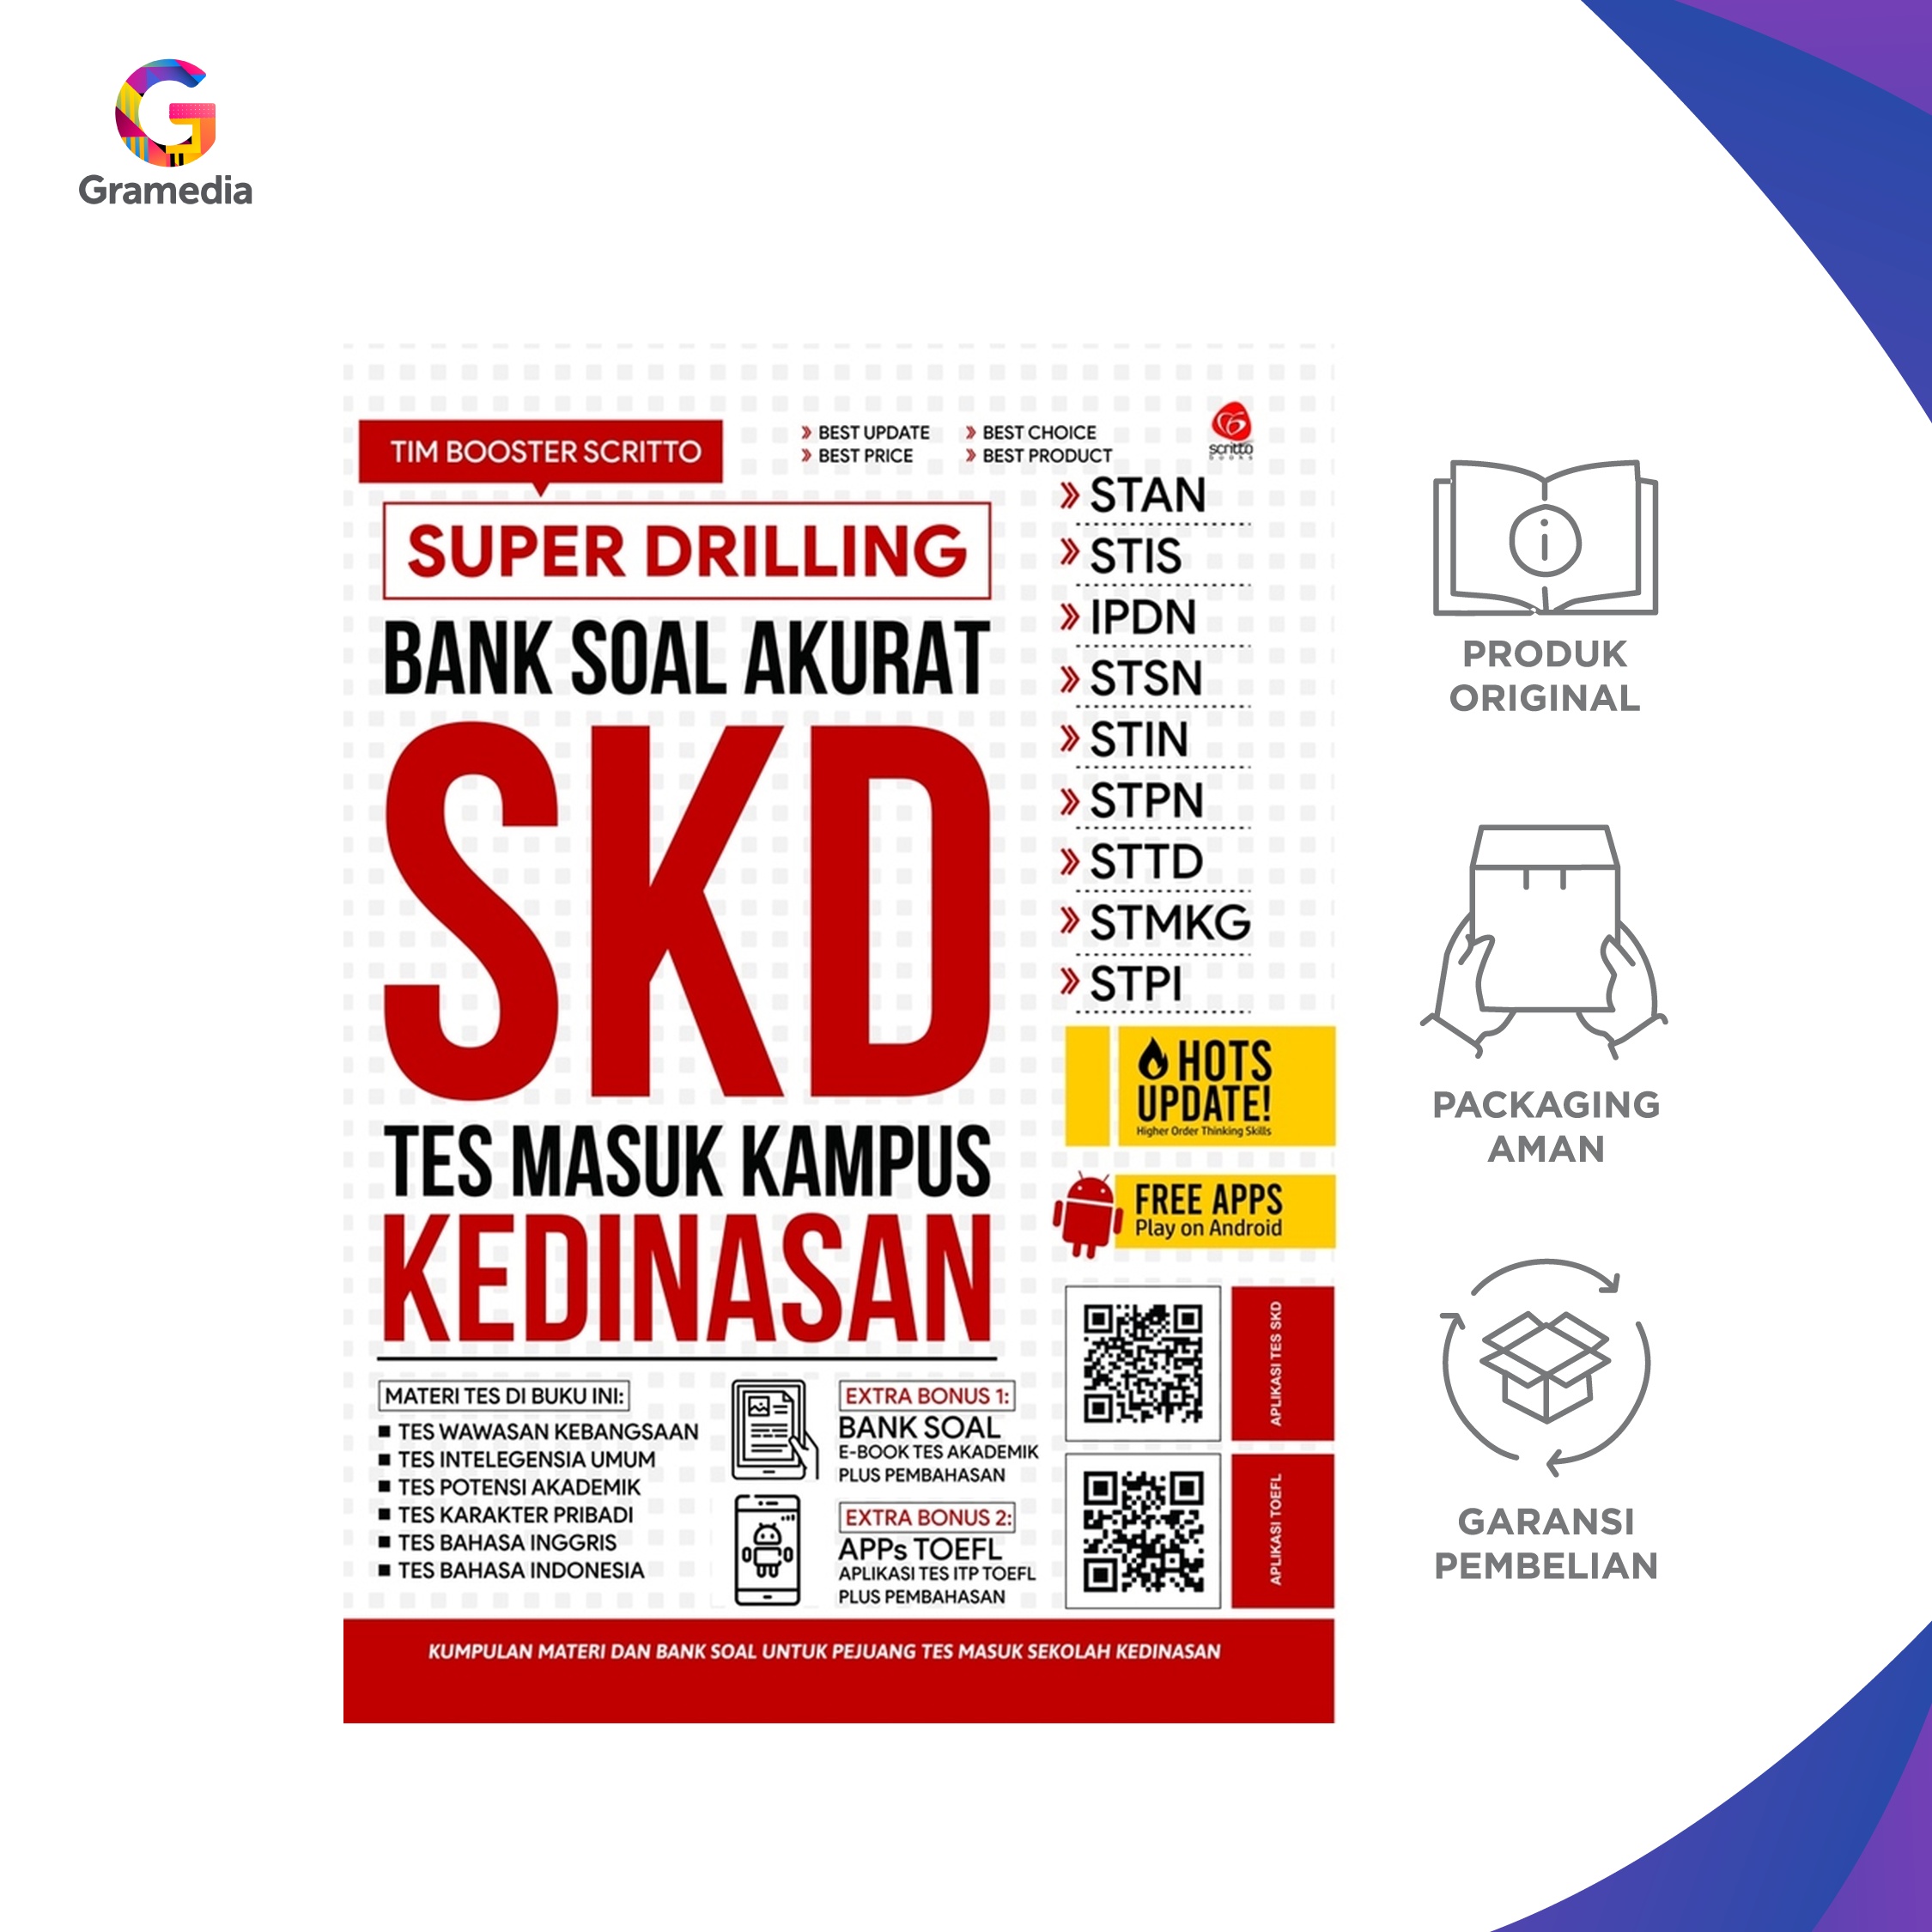 Gramedia
TIM BOOSTER SCRITTO
» BEST UPDATE
» BEST PRICE
» BEST CHOICE
» BEST PRODUCT
scritto
BOOKS
SUPER DRILLING
BANK SOAL AKURAT
SKD
TES MASUK KAMPUS
KEDINASAN
» STAN
» STIS
» IPDN
» STSN
» STIN
» STPN
» STTD
» STMKG
» STPI
HOTS
UPDATE!
Higher Order Thinking Skills
FREE APPS
Play on Android
MATERI TES DI BUKU INI:
■ TES WAWASAN KEBANGSAAN
■ TES INTELEGENSIA UMUM
■ TES POTENSI AKADEMIK
■ TES KARAKTER PRIBADI
■ TES BAHASA INGGRIS
■ TES BAHASA INDONESIA
EXTRA BONUS 1:
BANK SOAL
E-BOOK TES AKADEMIK
PLUS PEMBAHASAN
EXTRA BONUS 2:
APPs TOEFL
APLIKASI TES ITP TOEFL
PLUS PEMBAHASAN
APLIKASI TES SKD
APLIKASI TOEFL
KUMPULAN MATERI DAN BANK SOAL UNTUK PEJUANG TES MASUK SEKOLAH KEDINASAN
PRODUK
ORIGINAL
PACKAGING
AMAN
GARANSI
PEMBELIAN